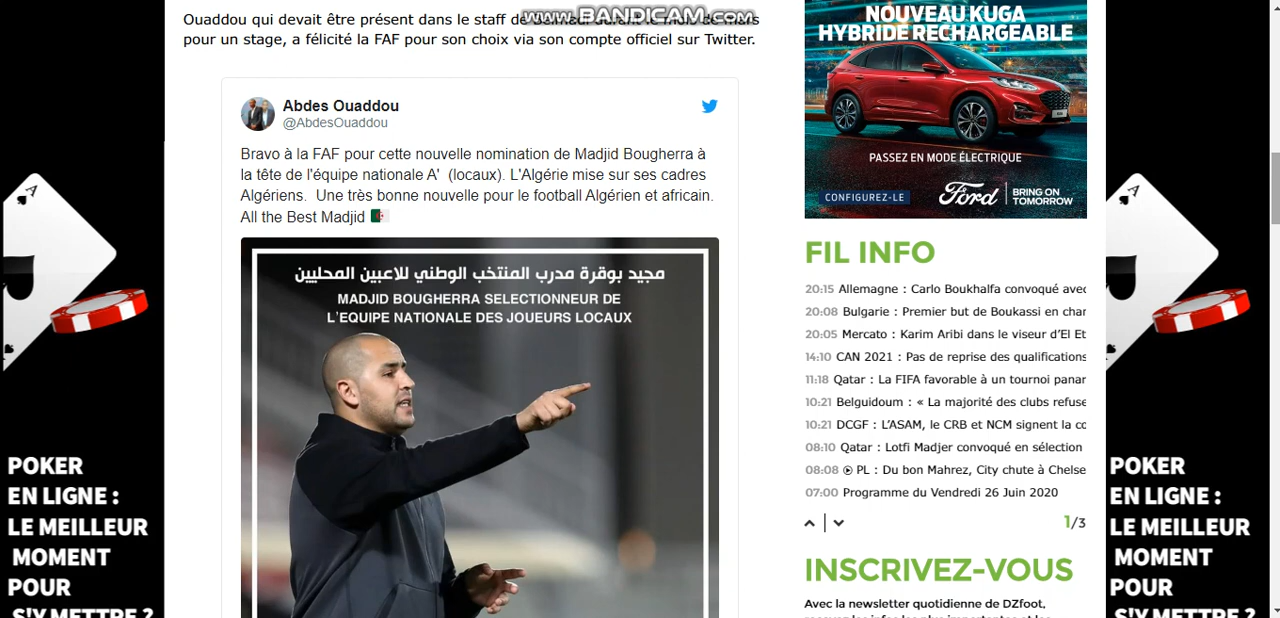 www.BANDICAM.com
Ouaddou qui devait être présent dans le staff de
pour un stage, a félicité la FAF pour son choix via son compte officiel sur Twitter.
Abdes Ouaddou
@AbdesOuaddou
Bravo à la FAF pour cette nouvelle nomination de Madjid Bougherra à
la tête de l'équipe nationale A' (locaux). L'Algérie mise sur ses cadres
Algériens. Une très bonne nouvelle pour le football Algérien et africain.
All the Best Madjid 🇩🇿
مجيد بوقرة مدرب المنتخب الوطني للاعبين المحليين
MADJID BOUGHERRA SELECTIONNEUR DE
L'EQUIPE NATIONALE DES JOUEURS LOCAUX
NOUVEAU KUGA
HYBRIDE RECHARGEABLE
PASSEZ EN MODE ÉLECTRIQUE
CONFIGUREZ-LE
Ford
BRING ON
TOMORROW
FIL INFO
20:15 Allemagne : Carlo Boukhalfa convoqué avec
20:08 Bulgarie : Premier but de Boukassi en char
20:05 Mercato : Karim Aribi dans le viseur d'El Et
14:10 CAN 2021 : Pas de reprise des qualifications
11:18 Qatar : La FIFA favorable à un tournoi panar
10:21 Belguidoum : « La majorité des clubs refuse
10:21 DCGF : L'ASAM, le CRB et NCM signent la co
08:10 Qatar : Lotfi Madjer convoqué en sélection
08:08 PL : Du bon Mahrez, City chute à Chelse
07:00 Programme du Vendredi 26 Juin 2020
1/3
INSCRIVEZ-VOUS
Avec la newsletter quotidienne de DZfoot,
A
POKER
EN LIGNE :
LE MEILLEUR
MOMENT
POUR
S'Y METTRE ?
A
POKER
EN LIGNE :
LE MEILLEUR
MOMENT
POUR
S'Y METTRE ?